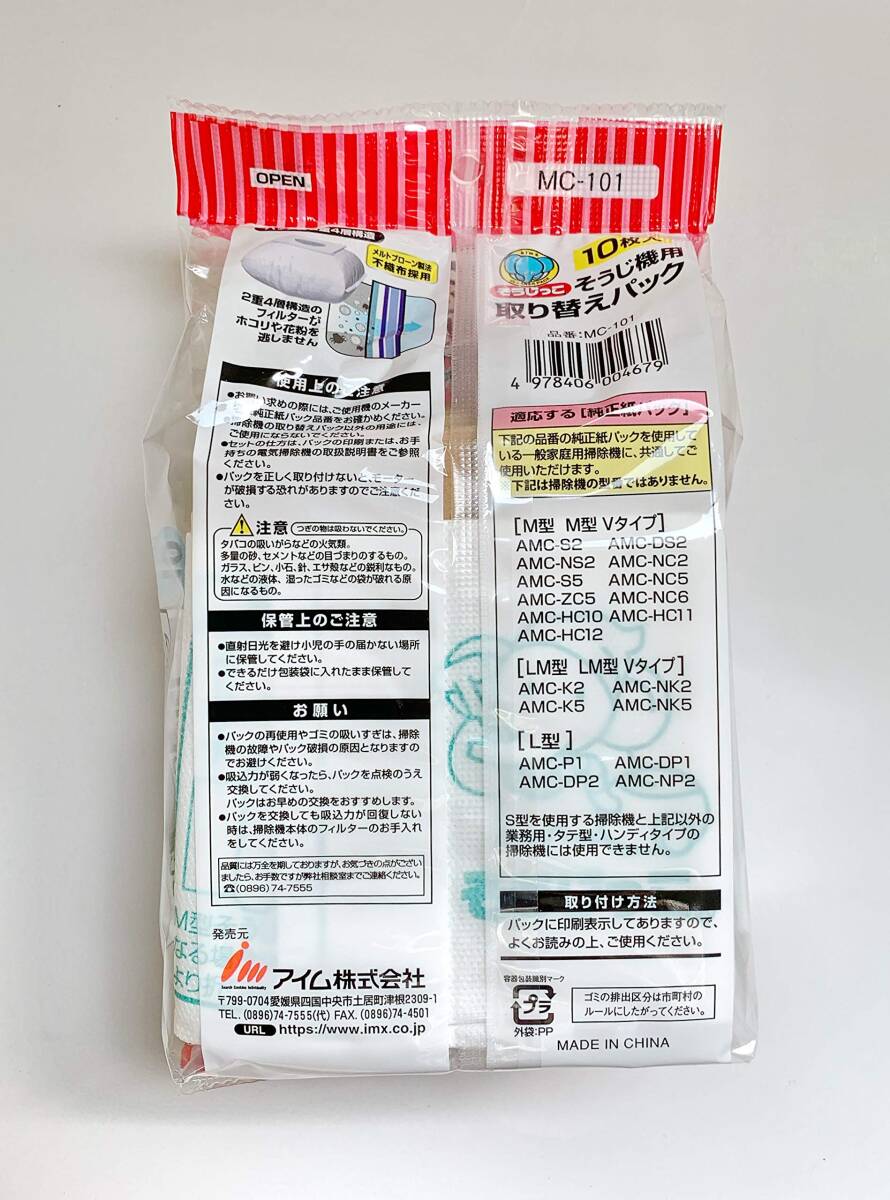 OPEN
MC-101
重4層構造
メルトブローン製法
不織布採用
2重4層構造の
フィルターが
ホコリや花粉を
逃しません
使用上のご注意
●お買い求めの際には、ご使用機のメーカー
純正紙パック品番をお確かめください。
掃除機の取り替えパック以外の用途には、
ご使用にならないでください。
●セットの仕方は、パックの印刷または、お手
持ちの電気掃除機の取扱説明書をご参照
ください。
●パックを正しく取り付けないと、モーター
が破損する恐れがありますのでご注意くださ
い。
注意 つぎの物は吸わないでください。
タバコの吸いがらなどの火気類。
多量の砂、セメントなどの目づまりのするもの。
ガラス、ピン、小石、針、エサ殻などの鋭利なもの。
水などの液体、湿ったゴミなどの袋が破れる原
因になるもの。
保管上のご注意
●直射日光を避け小児の手の届かない場所
に保管してください。
●できるだけ包装袋に入れたまま保管して
ください。
お願い
●パックの再使用やゴミの吸いすぎは、掃除
機の故障やパック破損の原因となりますの
でお避けください。
●吸込力が弱くなったら、パックを点検のうえ
交換してください。
パックはお早めの交換をおすすめします。
●パックを交換しても吸込力が回復しない
時は、掃除機本体のフィルターのお手入れ
をしてください。
品質には万全を期しておりますが、お気づきの点がござい
ましたら、お手数ですが弊社相談室までご連絡ください。
☎(0896)74-7555
発売元
im アイム株式会社
〒799-0704愛媛県四国中央市土居町津根2309-1
TEL.(0896)74-7555(代) FAX.(0896)74-4501
URL https://www.imx.co.jp
10枚
そうじっこ
そうじ機用
取り替えパック
品番:MC-101
4 978406 004679
適応する[純正紙パック]
下記の品番の純正紙パックを使用して
いる一般家庭用掃除機に、共通してご
使用いただけます。
※下記は掃除機の型番ではありません。
[M型 M型 Vタイプ]
AMC-S2 AMC-DS2
AMC-NS2 AMC-NC2
AMC-S5 AMC-NC5
AMC-ZC5 AMC-NC6
AMC-HC10 AMC-HC11
AMC-HC12
[LM型 LM型 Vタイプ]
AMC-K2 AMC-NK2
AMC-K5 AMC-NK5
[L型]
AMC-P1 AMC-DP1
AMC-DP2 AMC-NP2
S型を使用する掃除機と上記以外の
業務用・タテ型・ハンディタイプの
掃除機には使用できません。
取り付け方法
パックに印刷表示してありますので、
よくお読みの上、ご使用ください。
容器包装識別マーク
プラ
外袋:PP
ゴミの排出区分は市町村の
ルールにしたがってください。
MADE IN CHINA